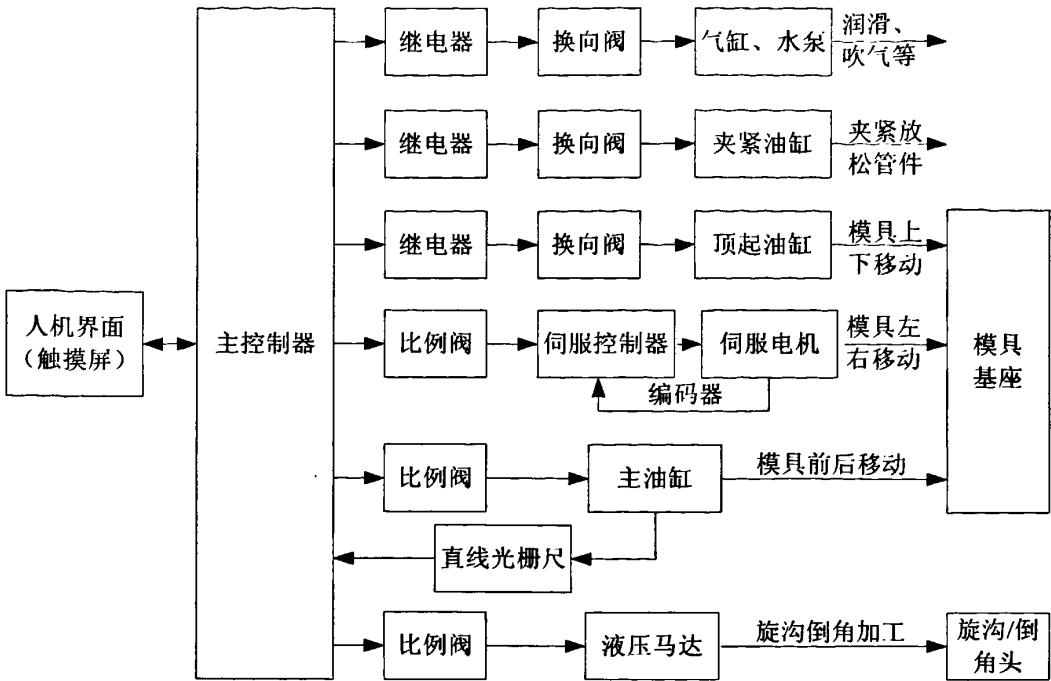 继电器
换向阀
气缸、水泵
润滑、
吹气等
继电器
换向阀
夹紧油缸
夹紧放
松管件
继电器
换向阀
顶起油缸
模具上
下移动
人机界面
（触摸屏）
主控制器
比例阀
伺服控制器
伺服电机
模具左
右移动
模具
基座
编码器
比例阀
主油缸
模具前后移动
直线光栅尺
比例阀
液压马达
旋沟倒角加工
旋沟/倒
角头